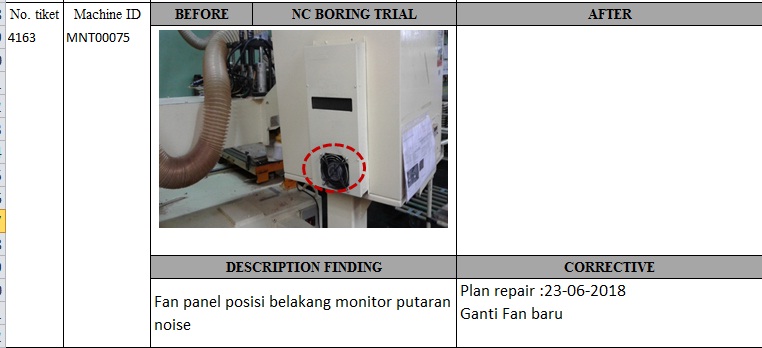 No. tiket Machine ID BEFORE NC BORING TRIAL AFTER
4163 MNT00075
DESCRIPTION FINDING CORRECTIVE
Fan panel posisi belakang monitor putaran
noise
Plan repair :23-06-2018
Ganti Fan baru